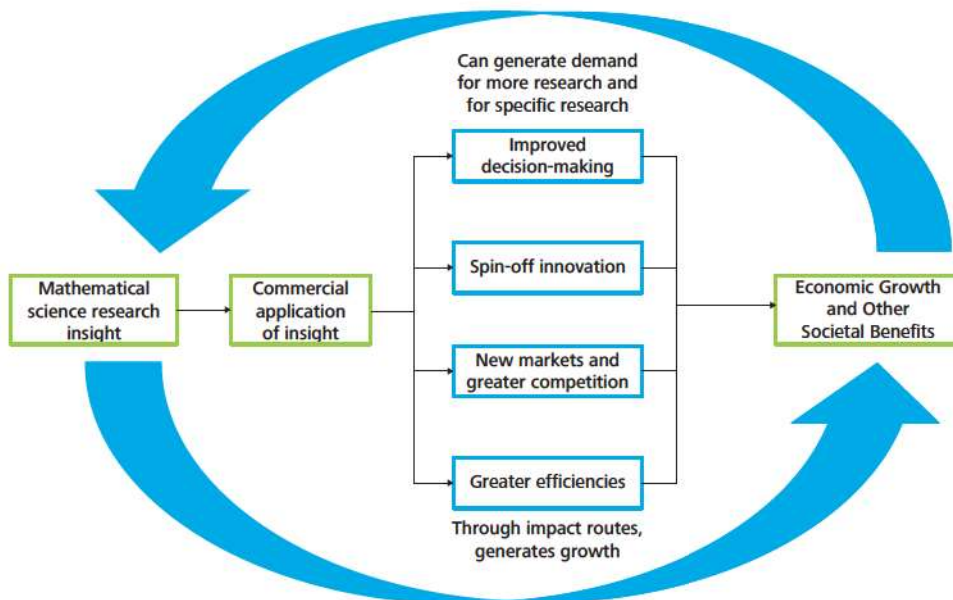 Can generate demand
for more research and
for specific research
Improved
decision-making
Spin-off innovation
Mathematical
science research
insight
Commercial
application
of insight
Economic Growth
and Other
Societal Benefits
New markets and
greater competition
Greater efficiencies
Through impact routes,
generates growth